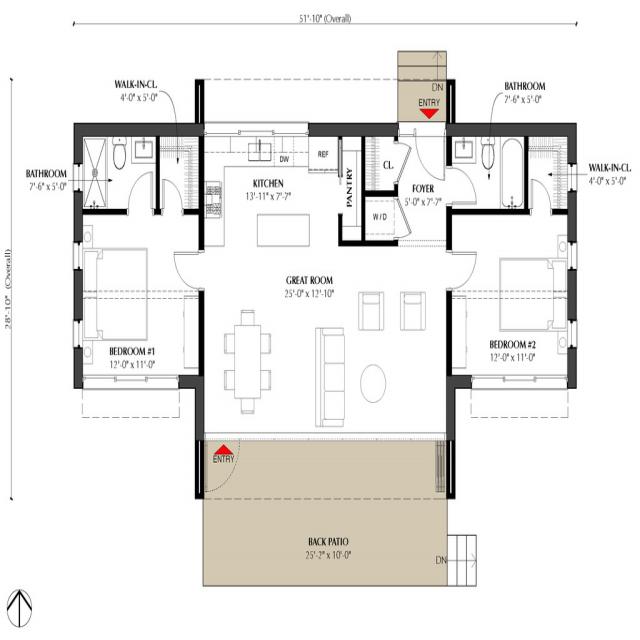 51'-10" (Overall)
WALK-IN-CL.
4'-0" x 5'-0"
DN
ENTRY
BATHROOM
7'-6" x 5'-0"
BATHROOM
7'-6" x 5'-0"
WALK-IN-CL.
4'-0" x 5'-0"
DW
REF
PANTRY
CL.
KITCHEN
13'-11" x 7'-7"
FOYER
5'-0" x 7'-7"
W / D
28'-10" (Overall)
GREAT ROOM
25'-0" x 12'-10"
BEDROOM #1
12'-0" x 11'-0"
BEDROOM #2
12'-0" x 11'-0"
ENTRY
BACK PATIO
25'-2" x 10'-0"
DN